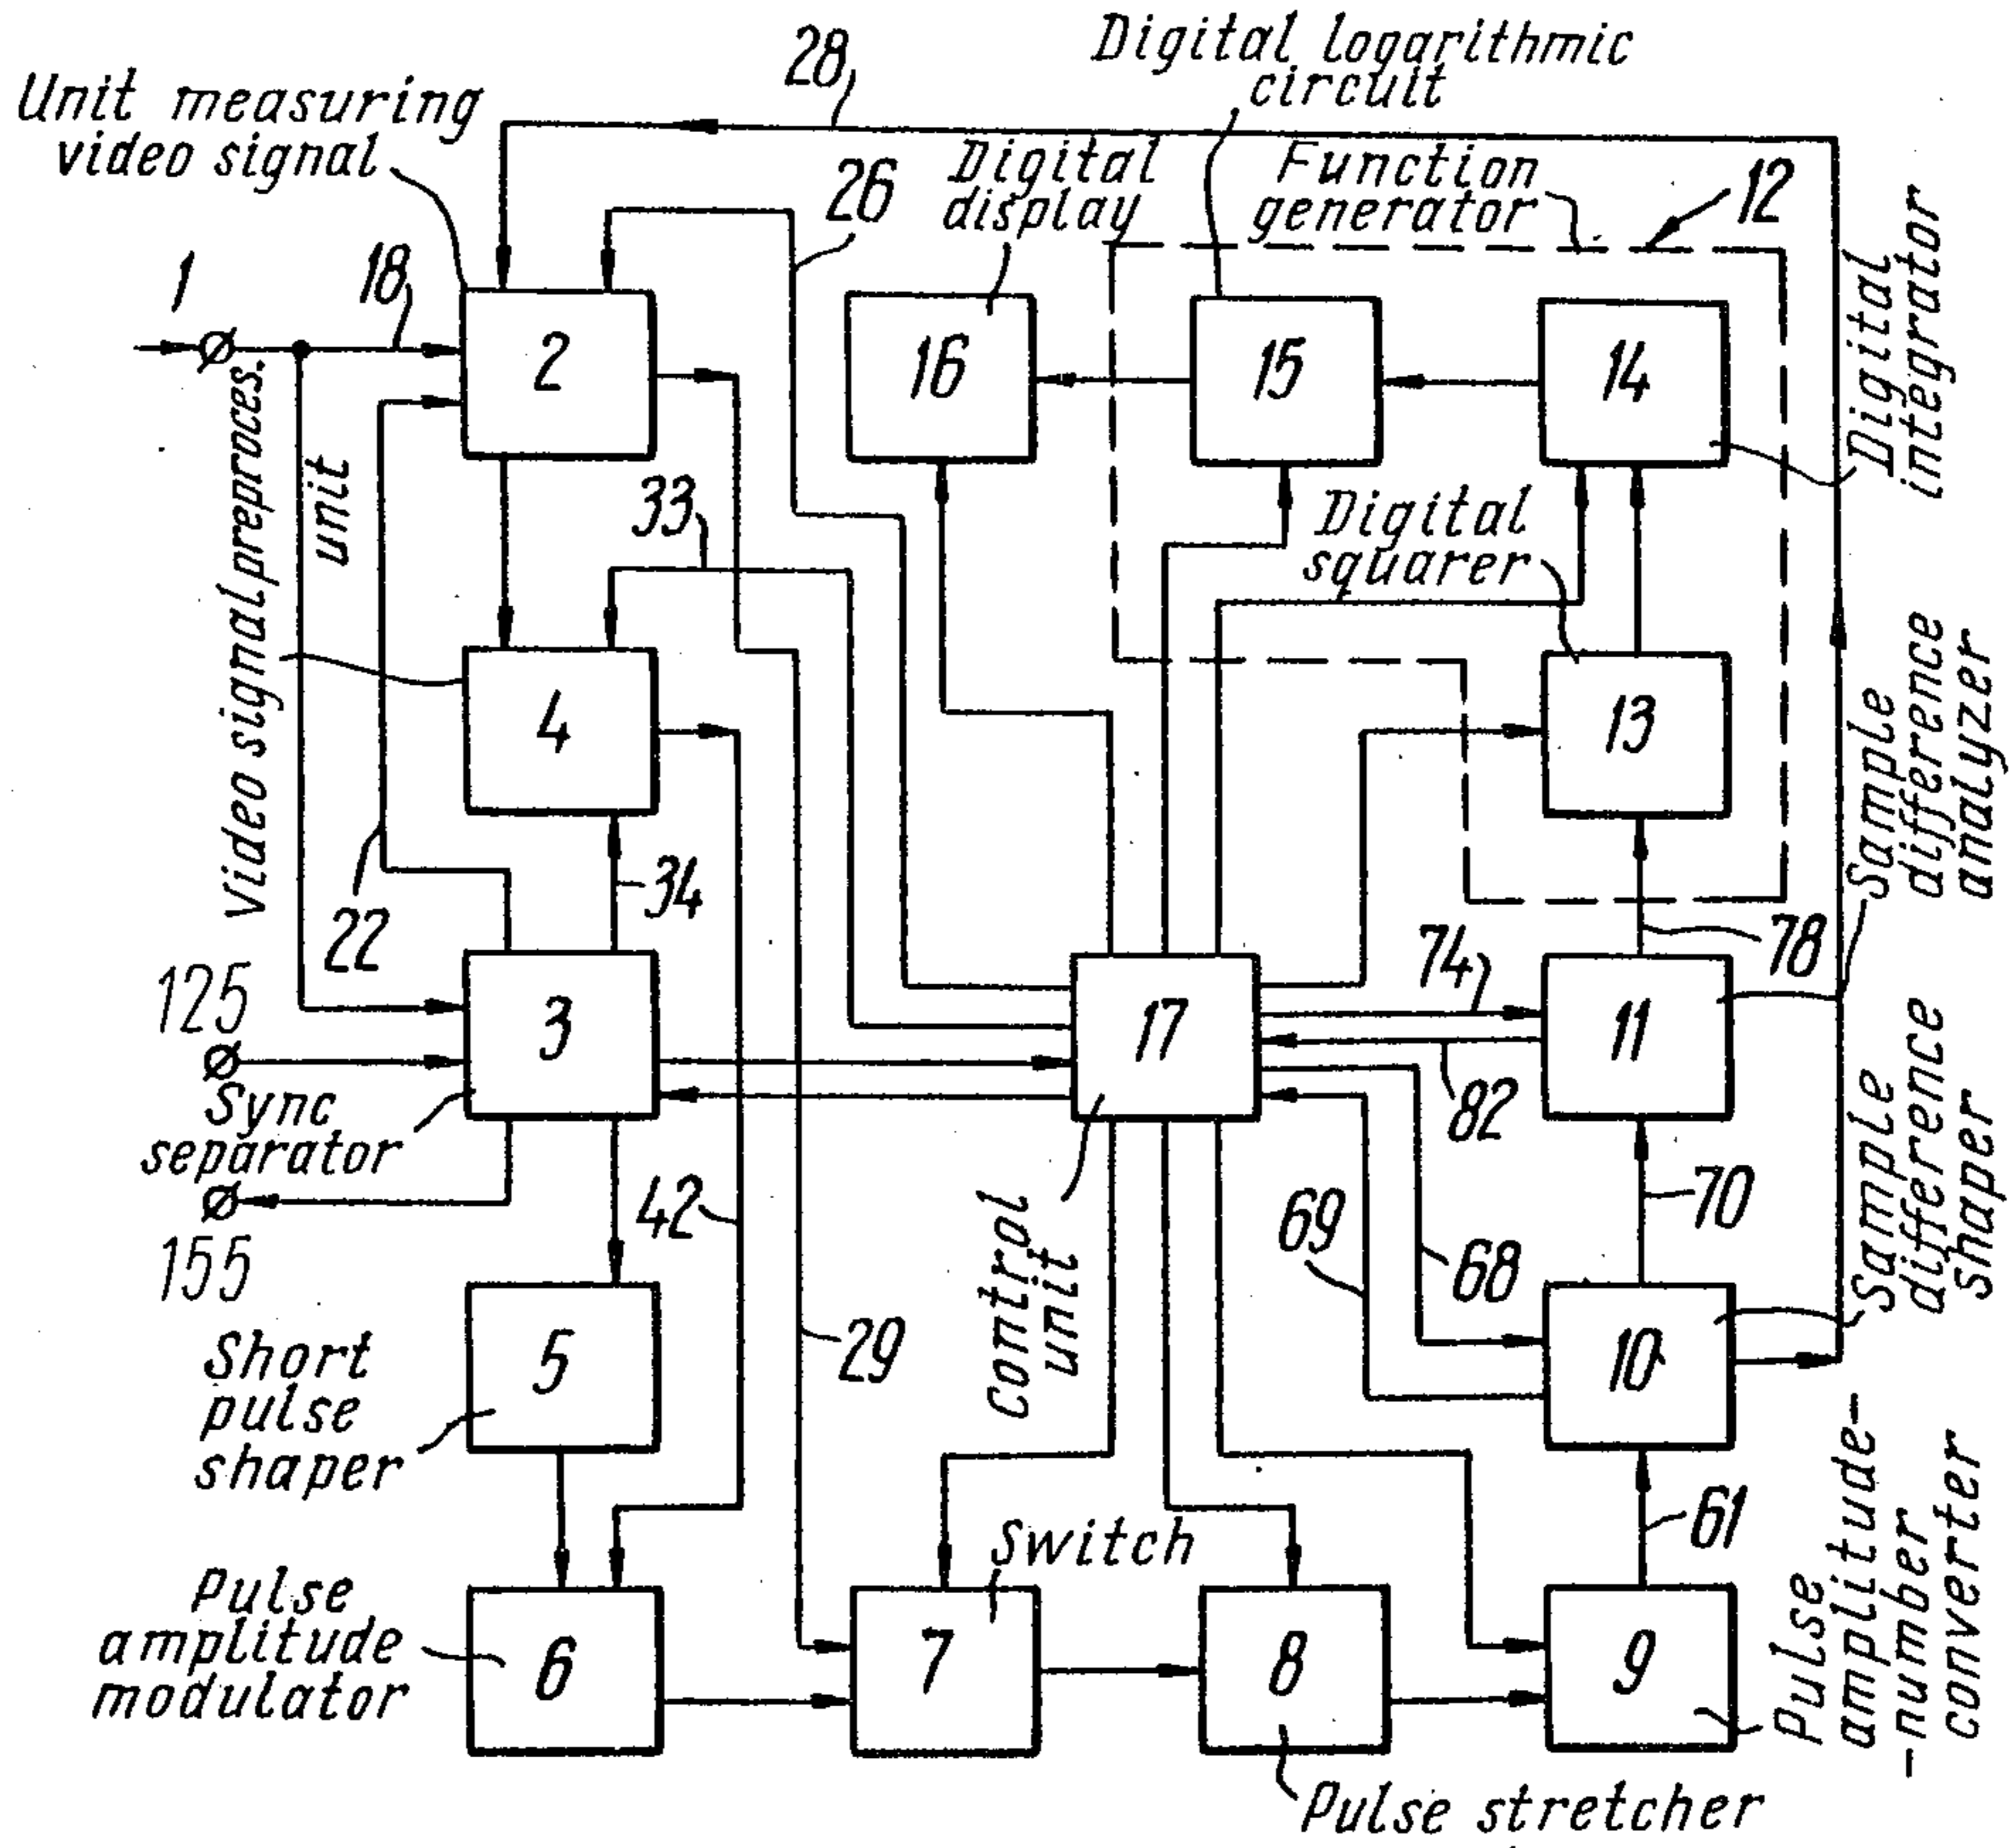 28
Digital logarithmic
circuit
Unit measuring
video signal
26
Digital
display
Function
generator
12
1
18
2
16
15
14
Digital
integrator
Video signal preproces.
unit
33
Digital
squarer
4
13
22
34
Sample
difference
analyzer
125
3
17
74
78
11
82
Sync
separator
155
42
Control
unit
69
68
70
Sample
difference
shaper
Short
pulse
shaper
5
29
10
61
Pulse
amplitude
modulator
6
Switch
7
8
9
Pulse
amplitude-
-number
converter
Pulse stretcher